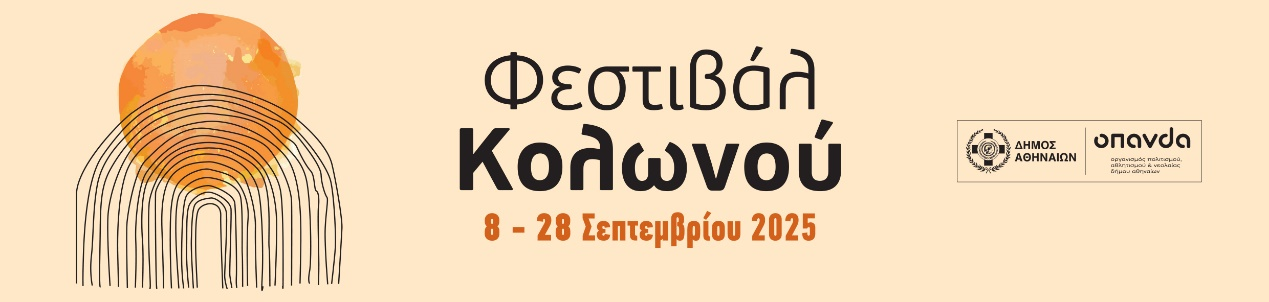 Φεστιβάλ
Κολωνού
8 - 28 Σεπτεμβρίου 2025
ΔΗΜΟΣ
ΑΘΗΝΑΙΩΝ
οπανδα
οργανισμός πολιτισμού,
αθλητισμού & νεολαίας
δήμου αθηναίων